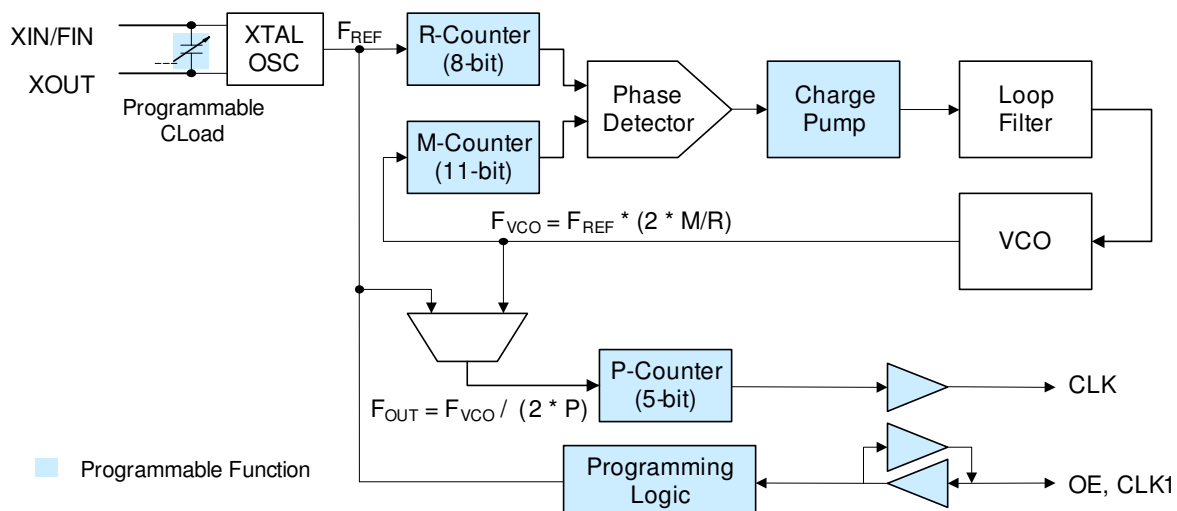 XIN/FIN
XOUT
Programmable
CLoad
XTAL
OSC
FREF
R-Counter
(8-bit)
M-Counter
(11-bit)
Phase
Detector
Charge
Pump
Loop
Filter
VCO
FVCO = FREF * (2 * M/R)
P-Counter
(5-bit)
CLK
FOUT = FVCO / (2 * P)
Programmable Function
Programming
Logic
OE, CLK1